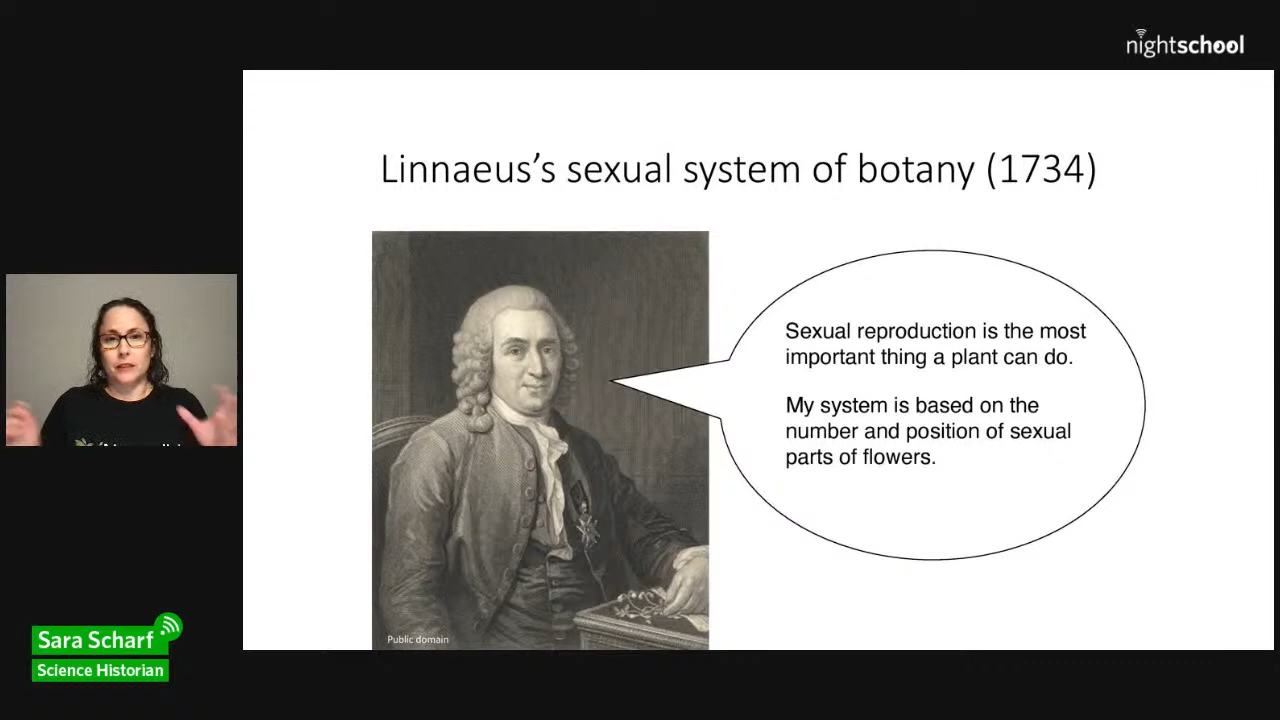 nightschool
Linnaeus’s sexual system of botany (1734)
Sexual reproduction is the most
important thing a plant can do.
My system is based on the
number and position of sexual
parts of flowers.
Public domain
Sara Scharf
Science Historian